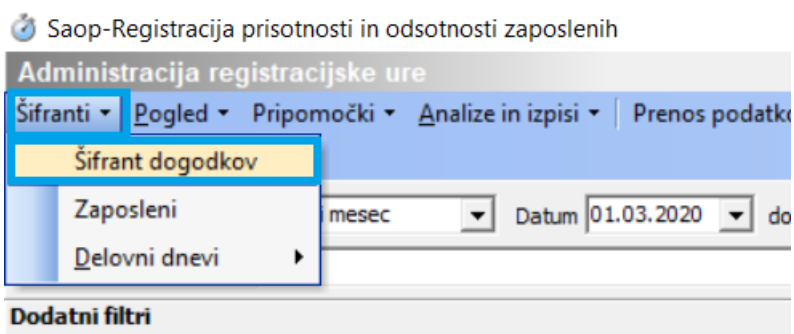 Saop-Registracija prisotnosti in odsotnosti zaposlenih
Administracija registracijske ure
Šifranti Pogled Pripomočki Analize in izpisi Prenos
Šifrant dogodkov
Zaposleni
mesec Datum 01.03.2020 do
Delovni dnevi
Dodatni filtri